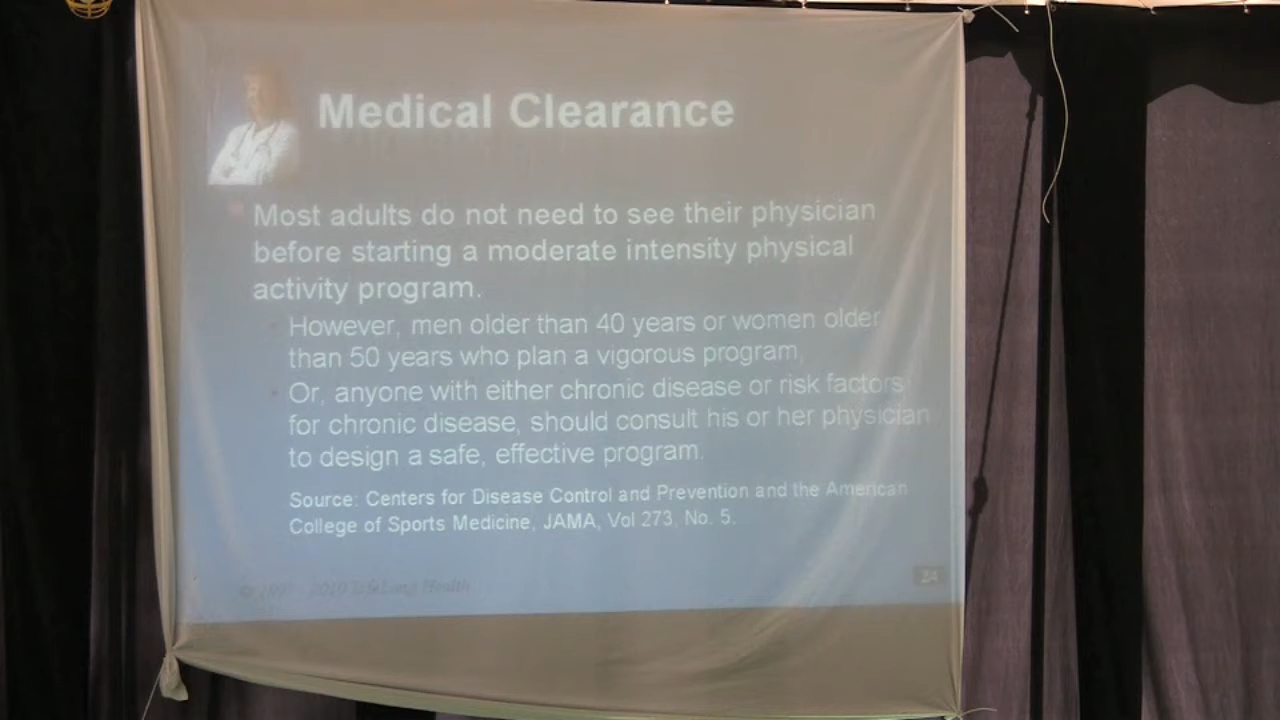 Medical Clearance
Most adults do not need to see their physician
before starting a moderate intensity physical
activity program.
However, men older than 40 years or women older
than 50 years who plan a vigorous program,
Or, anyone with either chronic disease or risk factors
for chronic disease, should consult his or her physician
to design a safe, effective program.
Source: Centers for Disease Control and Prevention and the American
College of Sports Medicine, JAMA, Vol 273, No. 5.
© - 2010 LifeLong Health
24